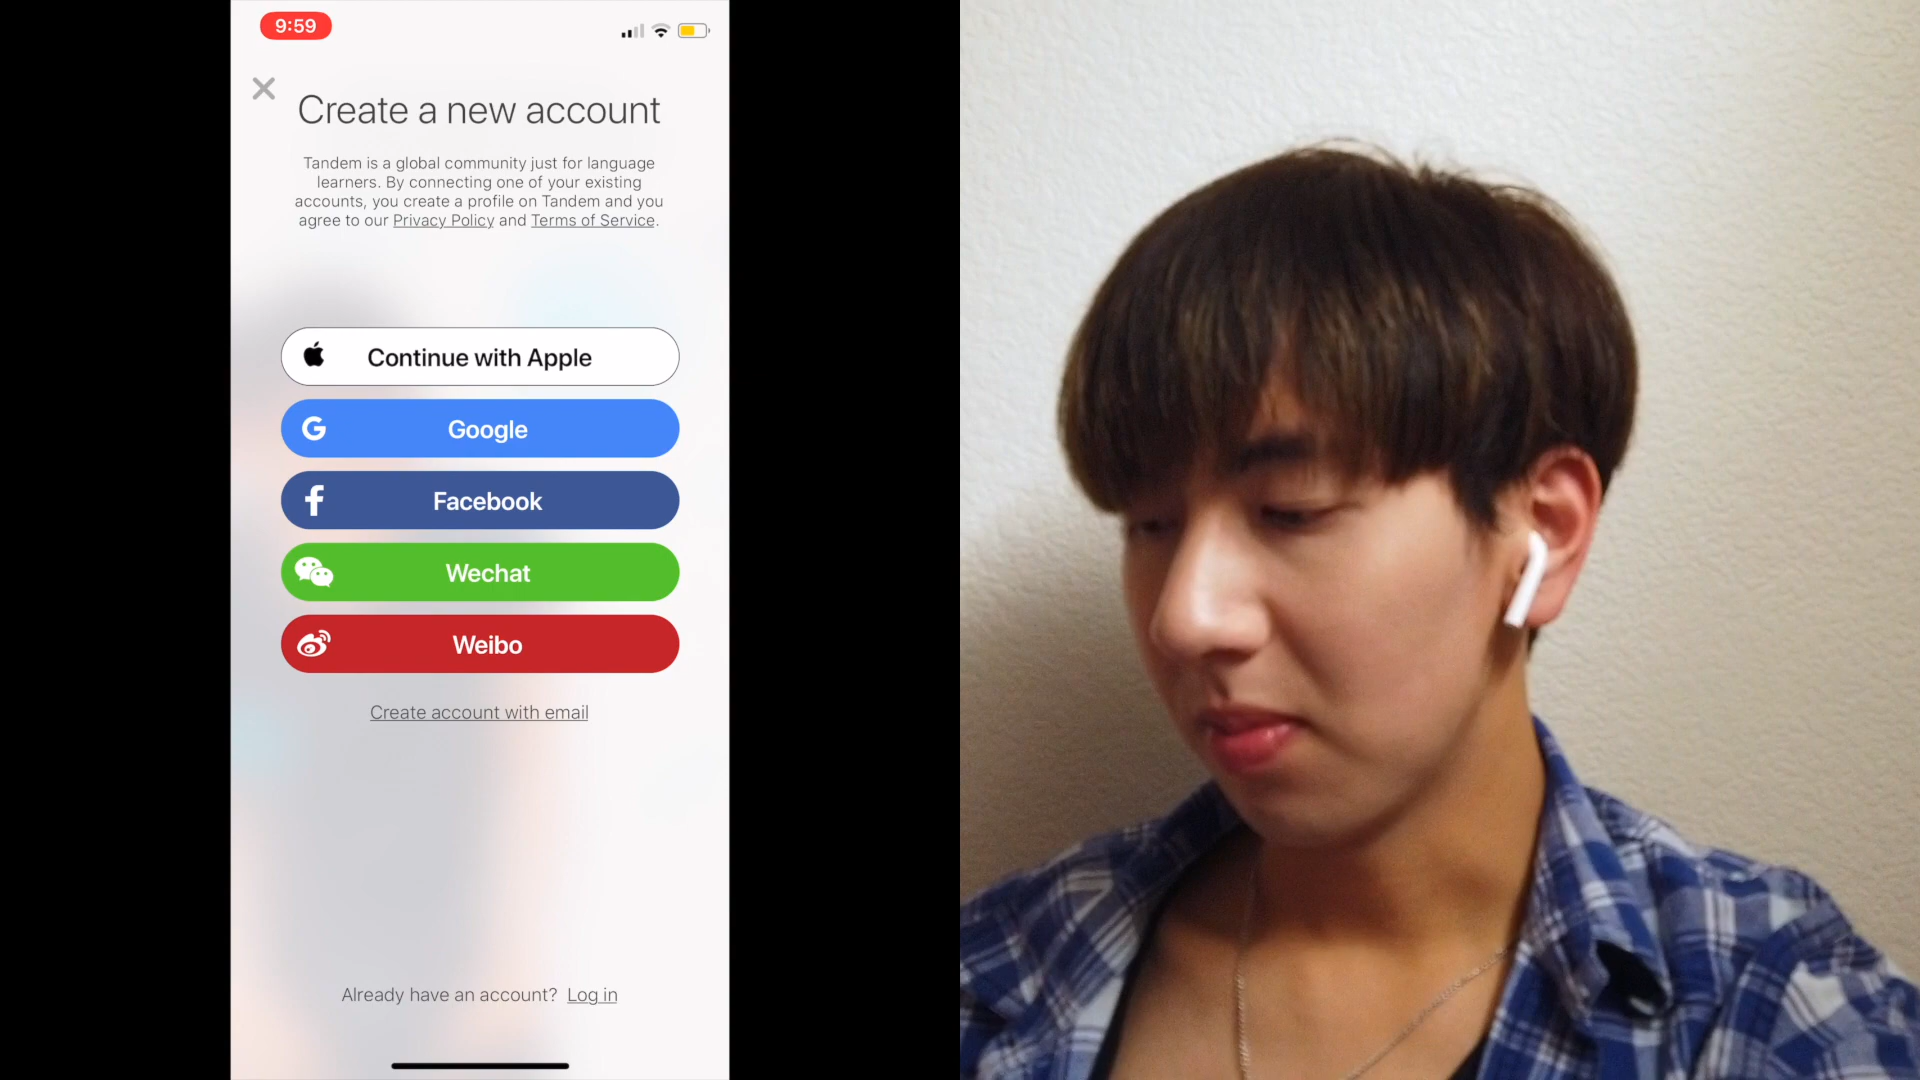 9:59
Create a new account
Tandem is a global community just for language
learners. By connecting one of your existing
accounts, you create a profile on Tandem and you
agree to our Privacy Policy and Terms of Service.
Continue with Apple
Google
Facebook
Wechat
Weibo
Create account with email
Already have an account? Log in